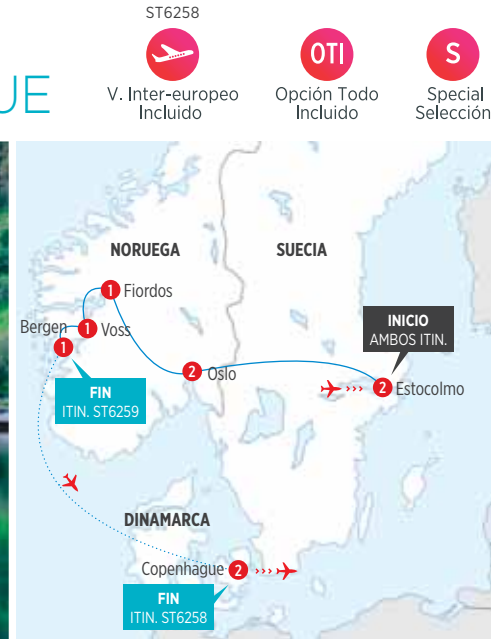 ST6258
OTI
S
V. Inter-europeo
Incluido
Opción Todo
Incluido
Special
Selección
UE
NORUEGA
SUECIA
1
Fiordos
Bergen
1
Voss
1
INICIO
AMBOS ITIN.
2
Oslo
2
Estocolmo
FIN
ITIN. ST6259
DINAMARCA
Copenhague
2
FIN
ITIN. ST6258